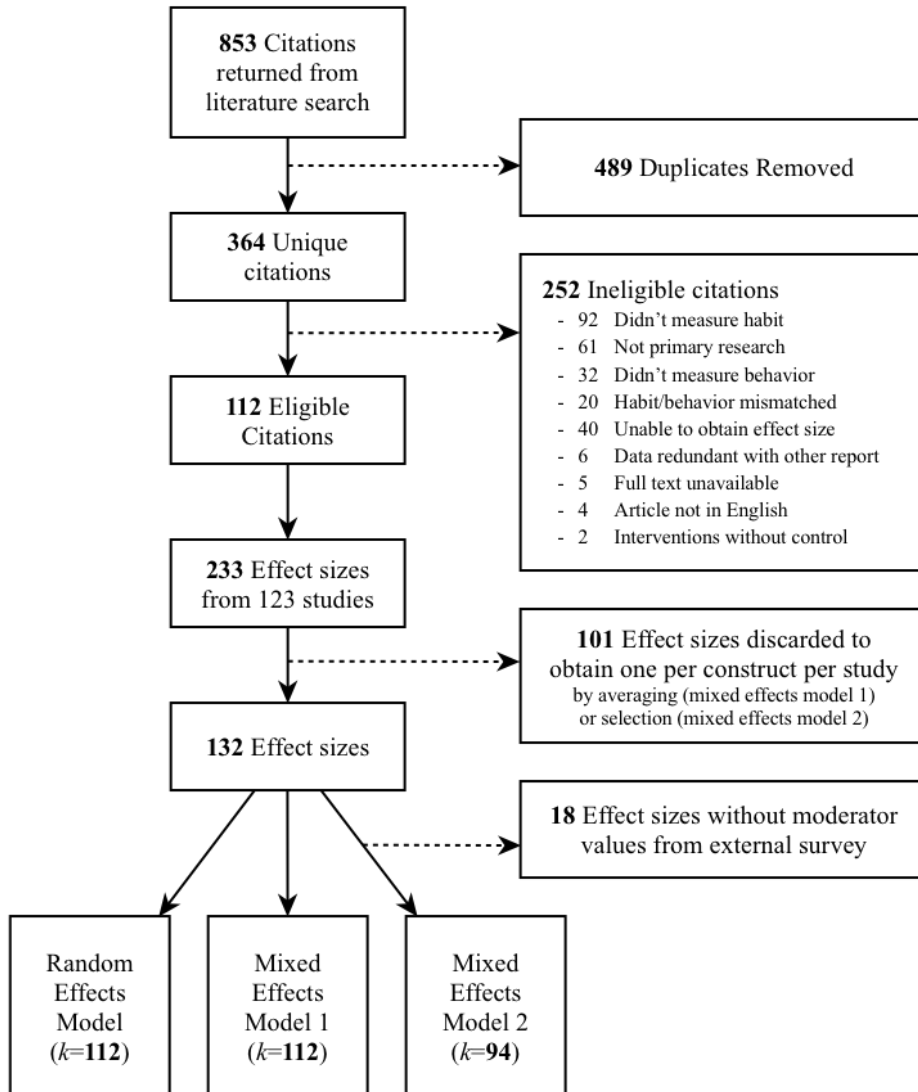 853 Citations
returned from
literature search
489 Duplicates Removed
364 Unique
citations
252 Ineligible citations
- 92 Didn't measure habit
- 61 Not primary research
- 32 Didn't measure behavior
- 20 Habit/behavior mismatched
- 40 Unable to obtain effect size
- 6 Data redundant with other report
- 5 Full text unavailable
- 4 Article not in English
- 2 Interventions without control
112 Eligible
Citations
233 Effect sizes
from 123 studies
101 Effect sizes discarded to
obtain one per construct per study
by averaging (mixed effects model 1)
or selection (mixed effects model 2)
132 Effect sizes
18 Effect sizes without moderator
values from external survey
Random
Effects
Model
(k=112)
Mixed
Effects
Model 1
(k=112)
Mixed
Effects
Model 2
(k=94)